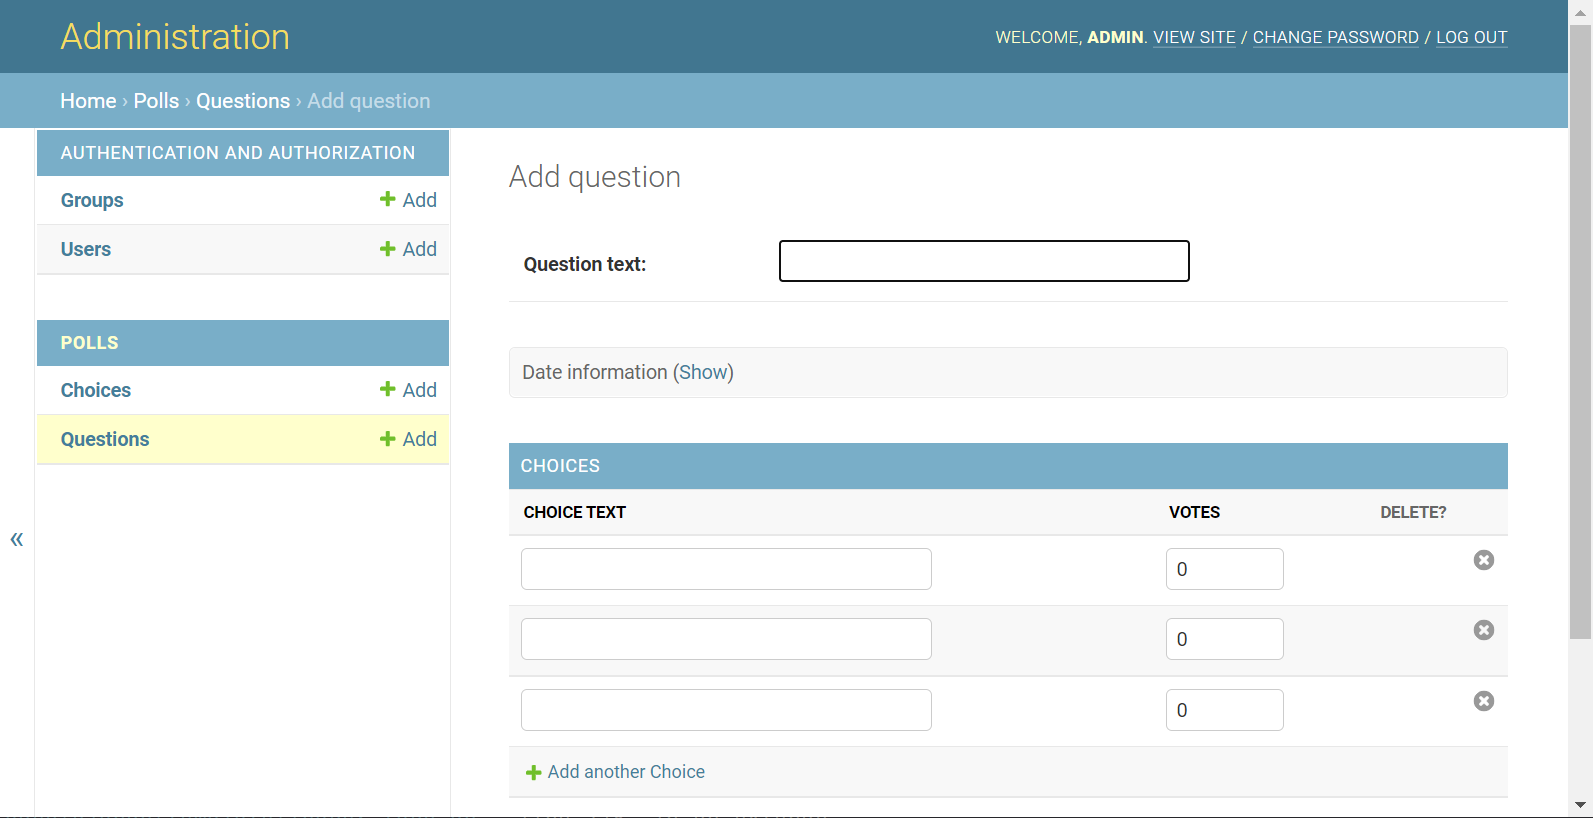 Administration
WELCOME, ADMIN. VIEW SITE / CHANGE PASSWORD / LOG OUT
Home › Polls › Questions › Add question
AUTHENTICATION AND AUTHORIZATION
Groups Add
Users Add
POLLS
Choices Add
Questions Add
«
Add question
Question text:
Date information (Show)
CHOICES
CHOICE TEXT VOTES DELETE?
0
0
0
Add another Choice